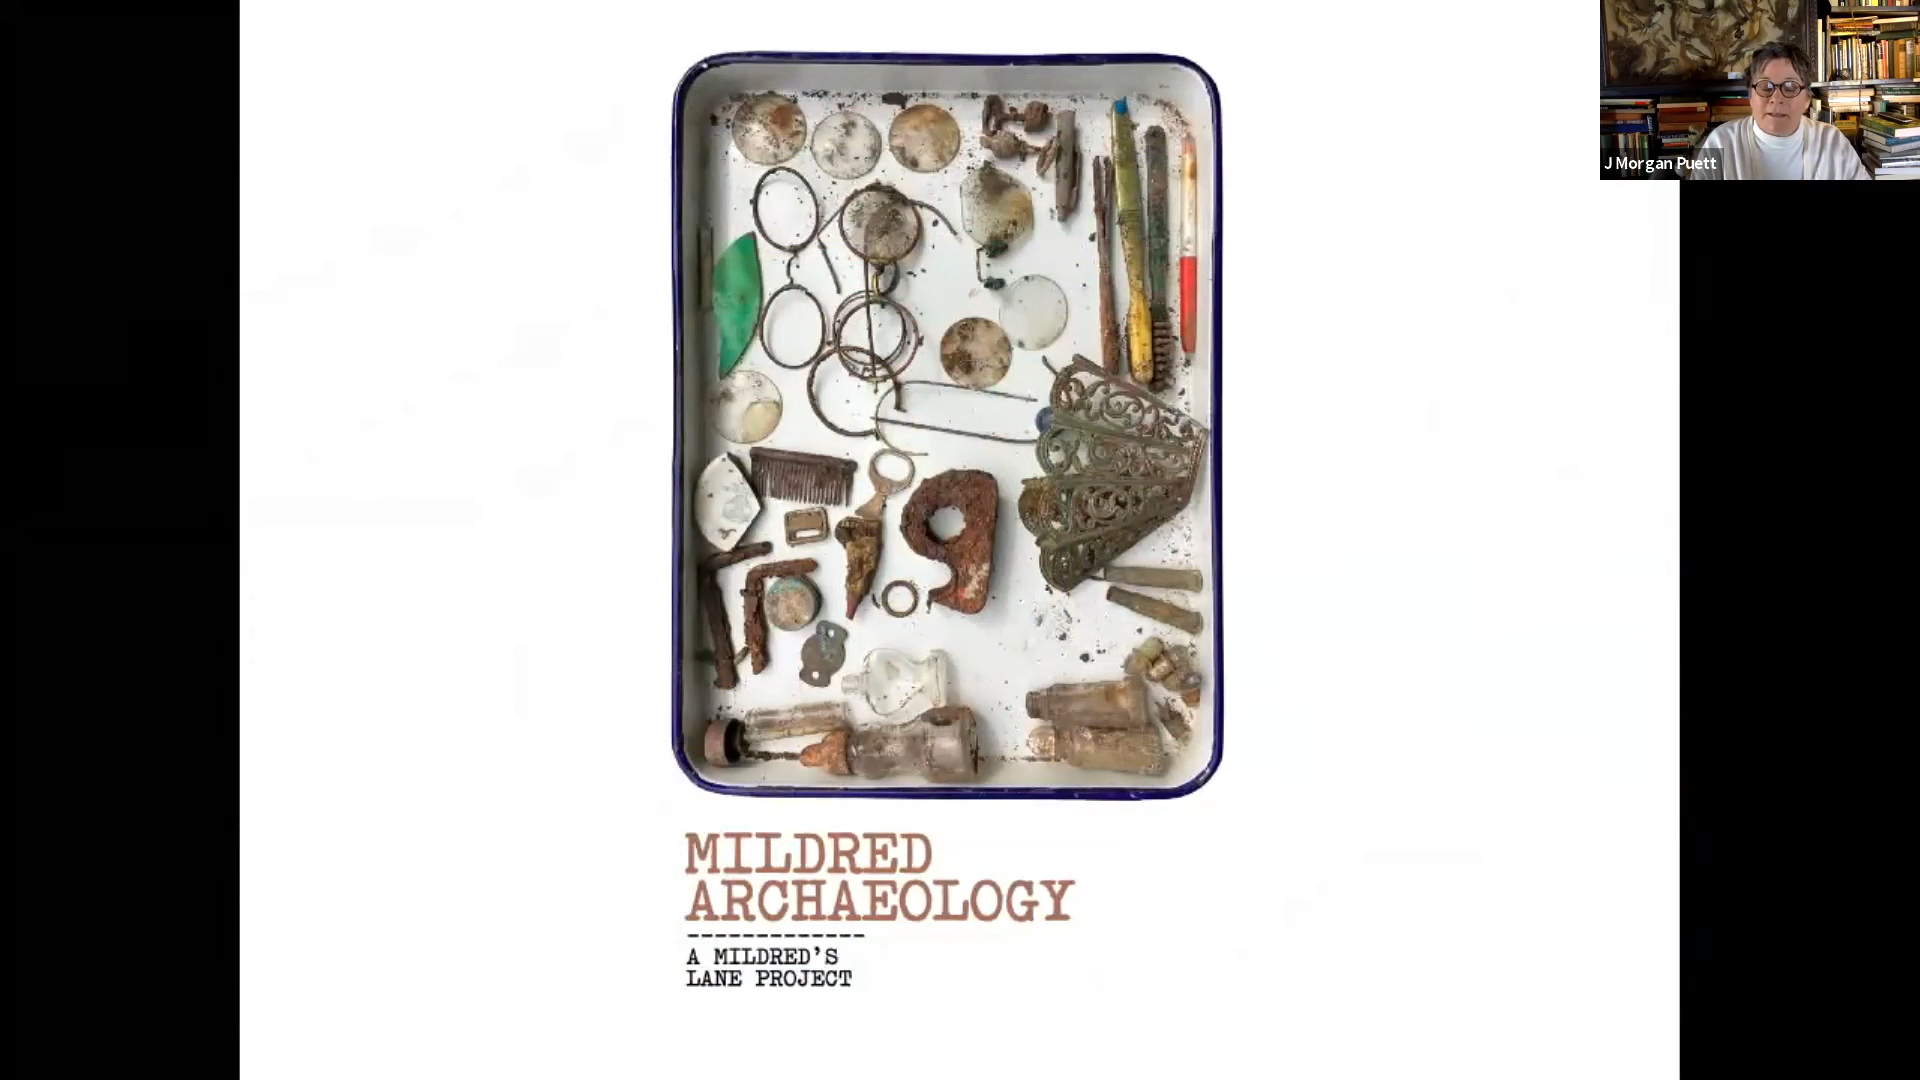 J Morgan Puett
MILDRED
ARCHAEOLOGY
-------------
A MILDRED'S
LANE PROJECT